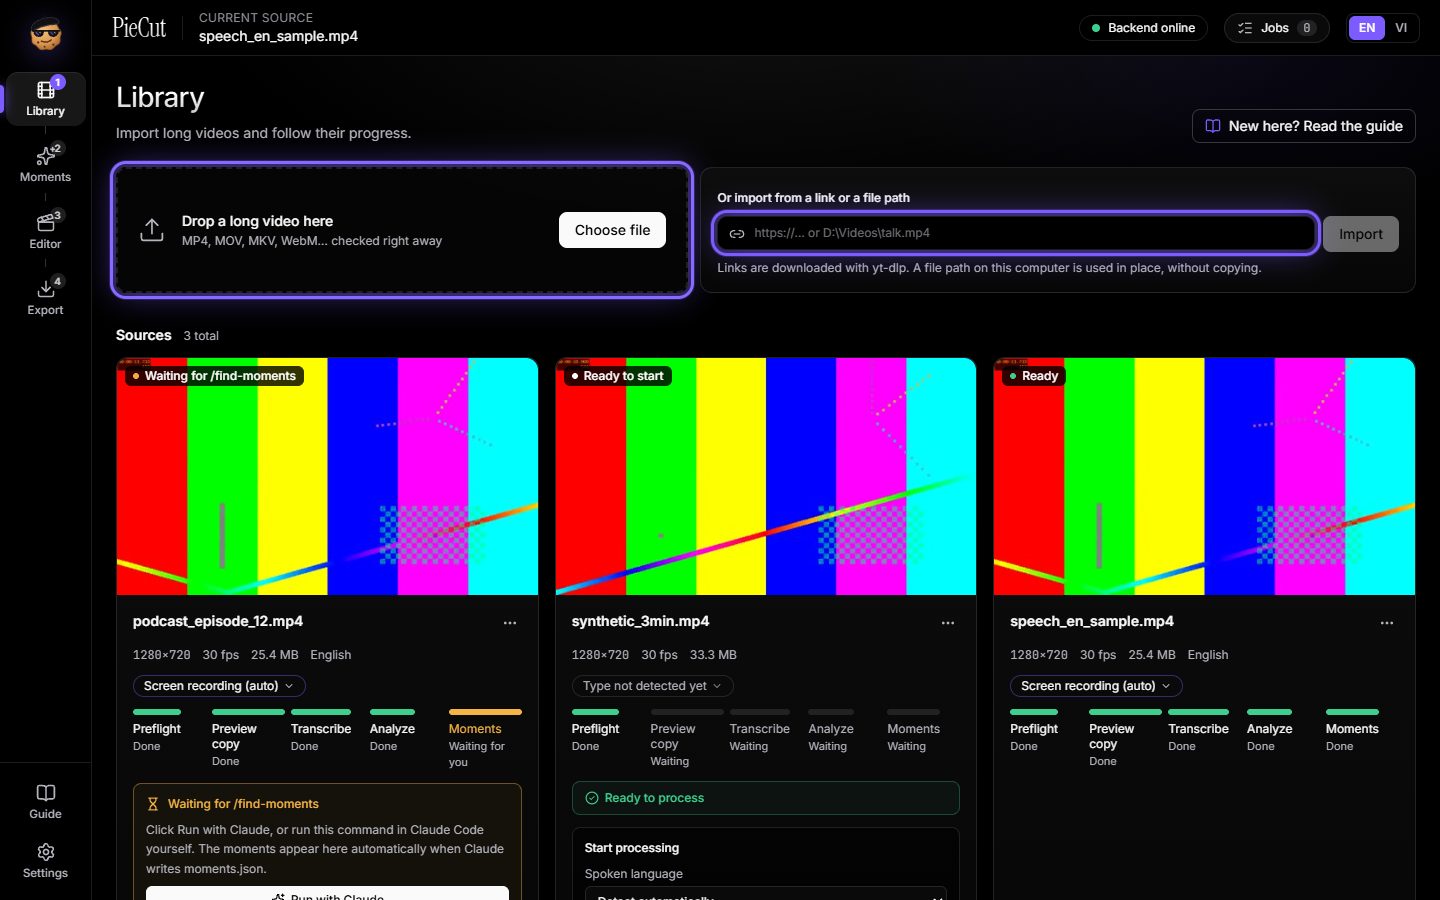 PieCut
CURRENT SOURCE
speech_en_sample.mp4
Backend online
Jobs 0
EN VI
1
Library
+2
Moments
3
Editor
4
Export
Guide
Settings
Library
Import long videos and follow their progress.
New here? Read the guide
Drop a long video here
MP4, MOV, MKV, WebM... checked right away
Choose file
Or import from a link or a file path
https://... or D:\Videos\talk.mp4
Import
Links are downloaded with yt-dlp. A file path on this computer is used in place, without copying.
Sources 3 total
Waiting for /find-moments
podcast_episode_12.mp4
1280×720 30 fps 25.4 MB English
Screen recording (auto)
Preflight
Done
Preview
copy
Done
Transcribe
Done
Analyze
Done
Moments
Waiting for
you
Waiting for /find-moments
Click Run with Claude, or run this command in Claude Code
yourself. The moments appear here automatically when Claude
writes moments.json.
Run with Claude
Ready to start
synthetic_3min.mp4
1280×720 30 fps 33.3 MB
Type not detected yet
Preflight
Done
Preview
copy
Waiting
Transcribe
Waiting
Analyze
Waiting
Moments
Waiting
Ready to process
Start processing
Spoken language
Detect automatically
Ready
speech_en_sample.mp4
1280×720 30 fps 25.4 MB English
Screen recording (auto)
Preflight
Done
Preview
copy
Done
Transcribe
Done
Analyze
Done
Moments
Done